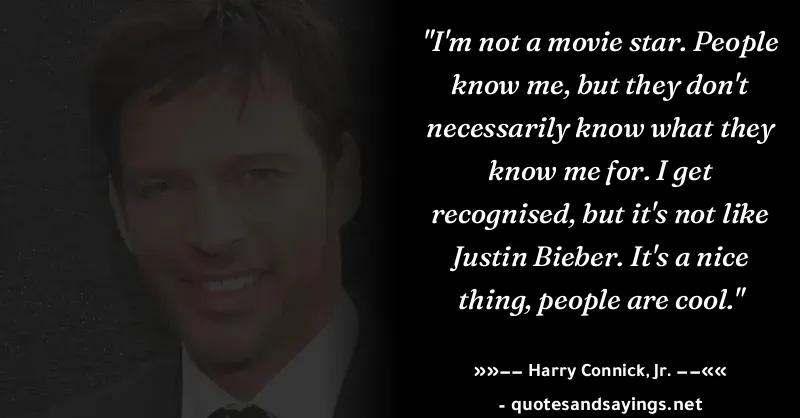 "I'm not a movie star. People
know me, but they don't
necessarily know what they
know me for. I get
recognised, but it's not like
Justin Bieber. It's a nice
thing, people are cool."
»»−− Harry Connick, Jr. −−««
- quotesandsayings.net